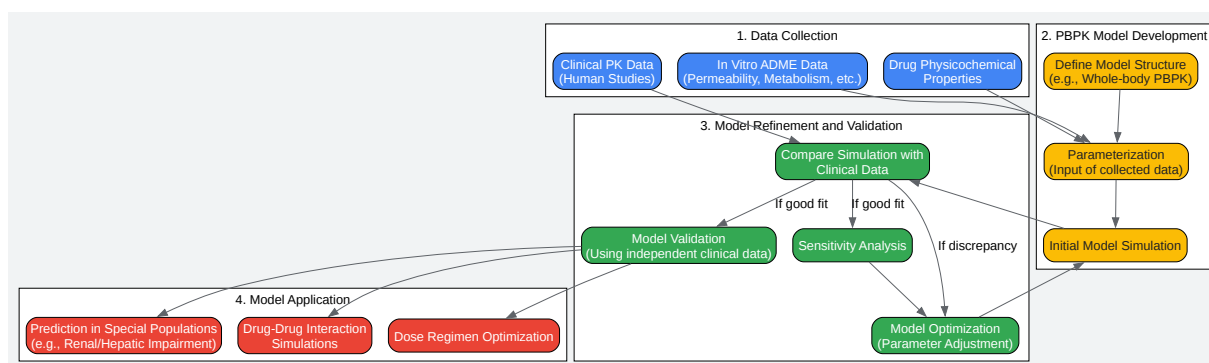 1. Data Collection
Clinical PK Data
(Human Studies)
In Vitro ADME Data
(Permeability, Metabolism, etc.)
Drug Physicochemical
Properties
2. PBPK Model Development
Define Model Structure
(e.g., Whole-body PBPK)
Parameterization
(Input of collected data)
Initial Model Simulation
3. Model Refinement and Validation
Compare Simulation with
Clinical Data
If good fit
If good fit
If discrepancy
Model Validation
(Using independent clinical data)
Sensitivity Analysis
Model Optimization
(Parameter Adjustment)
4. Model Application
Prediction in Special Populations
(e.g., Renal/Hepatic Impairment)
Drug-Drug Interaction
Simulations
Dose Regimen Optimization